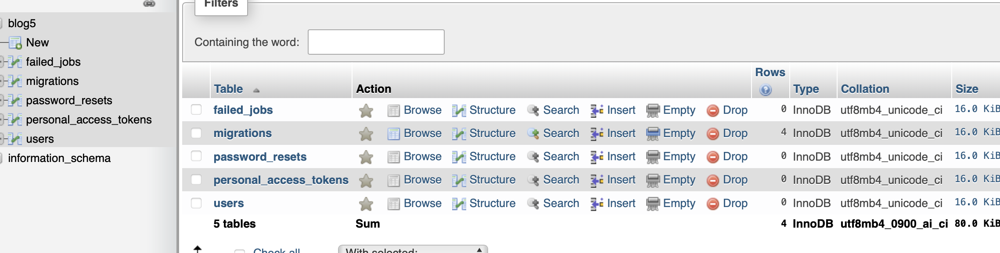 blog5
New
failed_jobs
migrations
password_resets
personal_access_tokens
users
information_schema
Filters
Containing the word:
Table Action Rows Type Collation Size
failed_jobs Browse Structure Search Insert Empty Drop 0 InnoDB utf8mb4_unicode_ci 16.0 KiB
migrations Browse Structure Search Insert Empty Drop 4 InnoDB utf8mb4_unicode_ci 16.0 KiB
password_resets Browse Structure Search Insert Empty Drop 0 InnoDB utf8mb4_unicode_ci 16.0 KiB
personal_access_tokens Browse Structure Search Insert Empty Drop 0 InnoDB utf8mb4_unicode_ci 16.0 KiB
users Browse Structure Search Insert Empty Drop 0 InnoDB utf8mb4_unicode_ci 16.0 KiB
5 tables Sum 4 InnoDB utf8mb4_0900_ai_ci 80.0 KiB
Check all With selected: